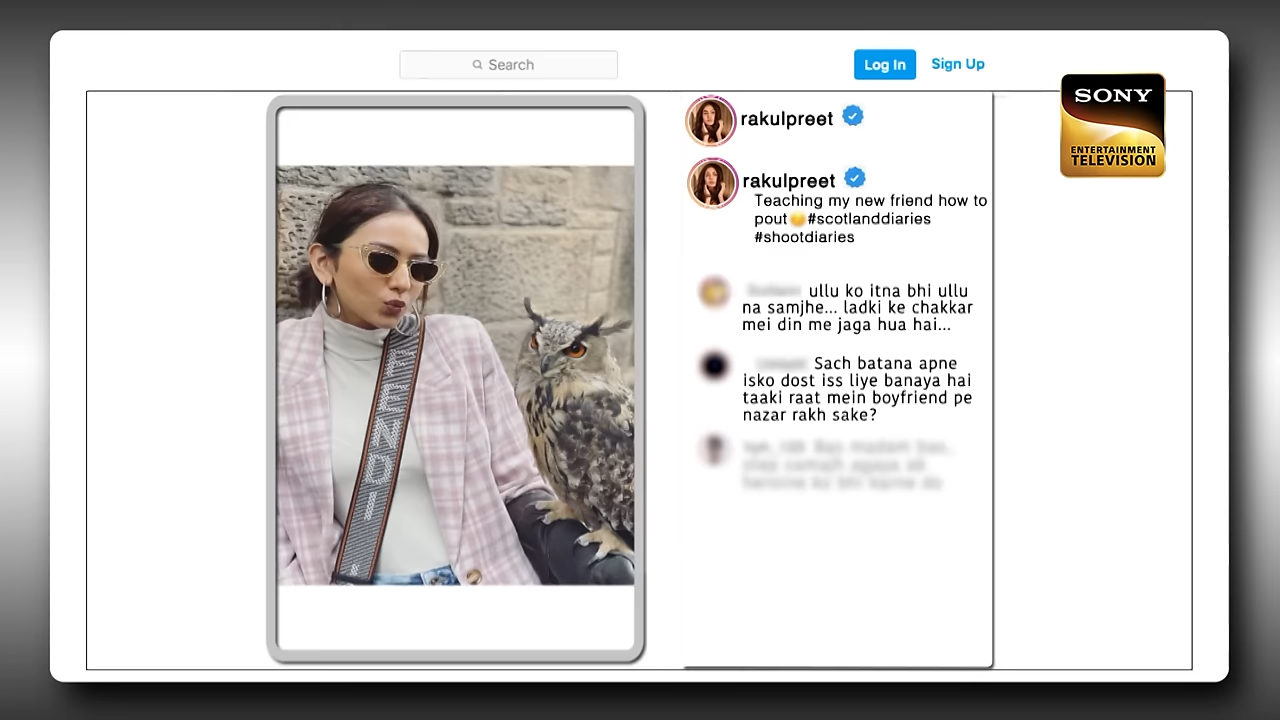 Search
Log In
Sign Up
SONY
ENTERTAINMENT
TELEVISION
rakulpreet
rakulpreet
Teaching my new friend how to
pout😗#scotlanddiaries
#shootdiaries
ullu ko itna bhi ullu
na samjhe... ladki ke chakkar
mei din me jaga hua hai...
Sach batana apne
isko dost iss liye banaya hai
taaki raat mein boyfriend pe
nazar rakh sake?